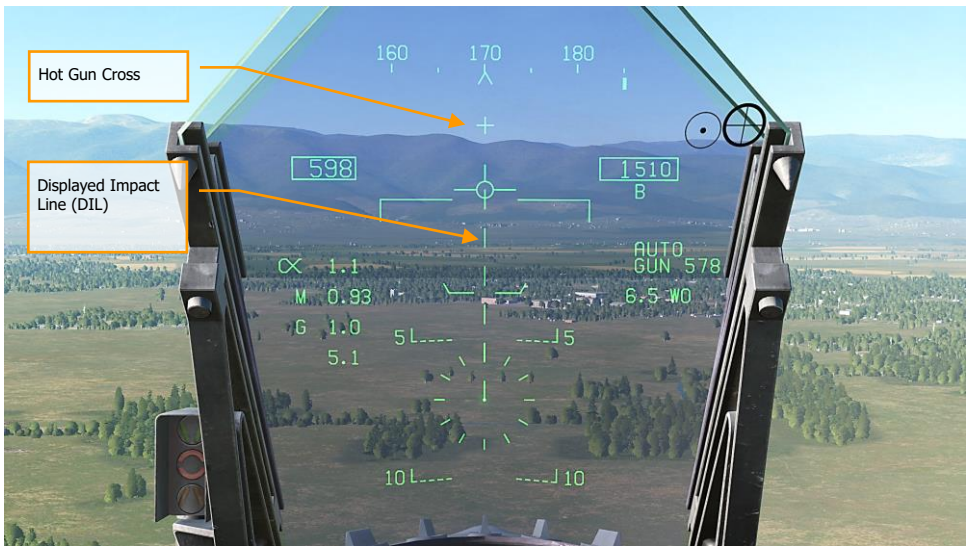 160 170 180
Hot Gun Cross
598
1510
B
Displayed Impact
Line (DIL)
α 1.1
AUTO
GUN 578
M 0.93
6.5 W0
G 1.0
5 5
5.1
10 10